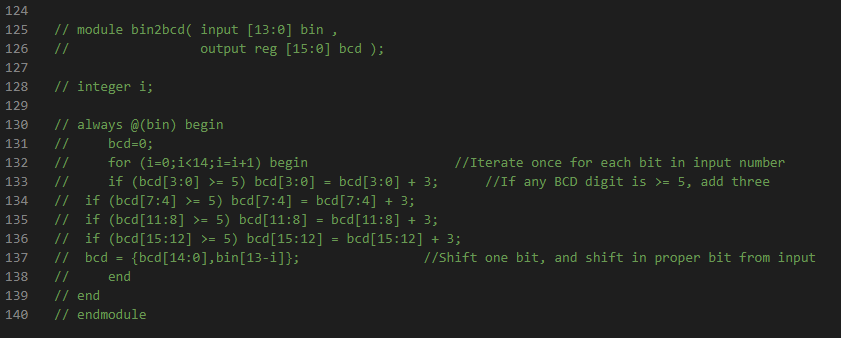 124
125 // module bin2bcd( input [13:0] bin ,
126 // output reg [15:0] bcd );
127
128 // integer i;
129
130 // always @(bin) begin
131 // bcd=0;
132 // for (i=0;i<14;i=i+1) begin //Iterate once for each bit in input number
133 // if (bcd[3:0] >= 5) bcd[3:0] = bcd[3:0] + 3; //If any BCD digit is >= 5, add three
134 // if (bcd[7:4] >= 5) bcd[7:4] = bcd[7:4] + 3;
135 // if (bcd[11:8] >= 5) bcd[11:8] = bcd[11:8] + 3;
136 // if (bcd[15:12] >= 5) bcd[15:12] = bcd[15:12] + 3;
137 // bcd = {bcd[14:0],bin[13-i]}; //Shift one bit, and shift in proper bit from input
138 // end
139 // end
140 // endmodule